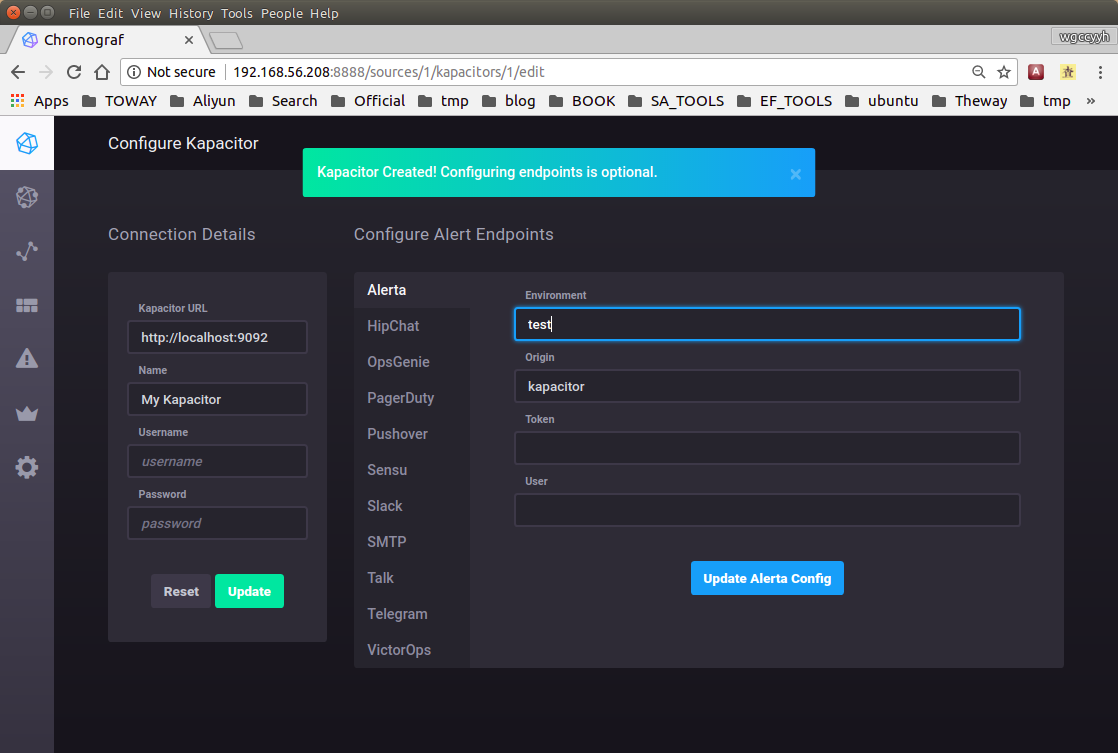 File Edit View History Tools People Help
Chronograf
wgccyyh
Not secure 192.168.56.208:8888/sources/1/kapacitors/1/edit
Apps TOWAY Aliyun Search Official tmp blog BOOK SA_TOOLS EF_TOOLS ubuntu Theway tmp »
Configure Kapacitor
Kapacitor Created! Configuring endpoints is optional.
Connection Details
Kapacitor URL
http://localhost:9092
Name
My Kapacitor
Username
username
Password
password
Reset Update
Configure Alert Endpoints
Alerta
HipChat
OpsGenie
PagerDuty
Pushover
Sensu
Slack
SMTP
Talk
Telegram
VictorOps
Environment
test
Origin
kapacitor
Token
User
Update Alerta Config